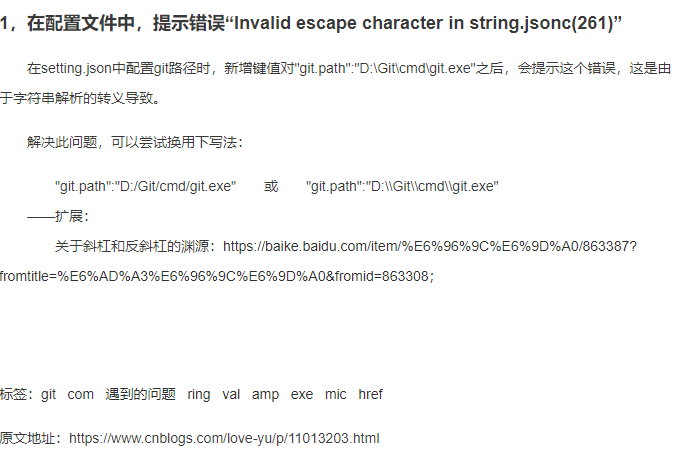 1，在配置文件中，提示错误“Invalid escape character in string.jsonc(261)”
在setting.json中配置git路径时，新增键值对"git.path":"D:\Git\cmd\git.exe"之后，会提示这个错误，这是由
于字符串解析的转义导致。
解决此问题，可以尝试换用下写法：
"git.path":"D:/Git/cmd/git.exe" 或 "git.path":"D:\\Git\\cmd\\git.exe"
——扩展：
关于斜杠和反斜杠的渊源：https://baike.baidu.com/item/%E6%96%9C%E6%9D%A0/863387?
fromtitle=%E6%AD%A3%E6%96%9C%E6%9D%A0&fromid=863308；
标签：git com 遇到的问题 ring val amp exe mic href
原文地址：https://www.cnblogs.com/love-yu/p/11013203.html